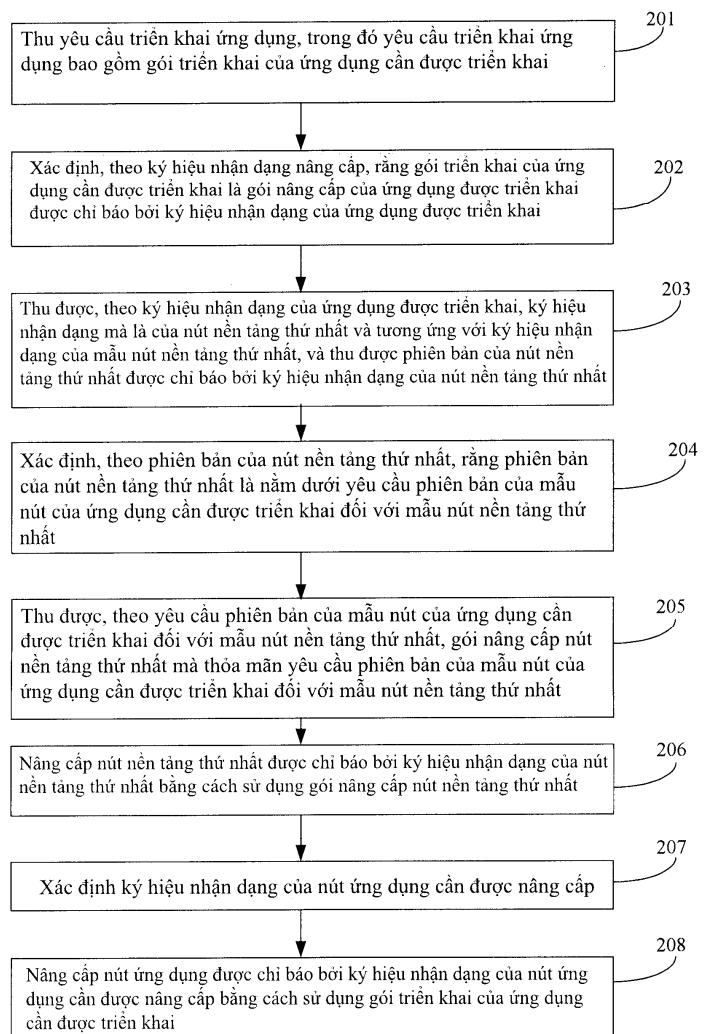 201
Thu yêu cầu triển khai ứng dụng, trong đó yêu cầu triển khai ứng
dụng bao gồm gói triển khai của ứng dụng cần được triển khai
202
Xác định, theo ký hiệu nhận dạng nâng cấp, rằng gói triển khai của ứng
dụng cần được triển khai là gói nâng cấp của ứng dụng được triển khai
được chỉ báo bởi ký hiệu nhận dạng của ứng dụng được triển khai
203
Thu được, theo ký hiệu nhận dạng của ứng dụng được triển khai, ký hiệu
nhận dạng mà là của nút nền tảng thứ nhất và tương ứng với ký hiệu nhận
dạng của mẫu nút nền tảng thứ nhất, và thu được phiên bản của nút nền
tảng thứ nhất được chỉ báo bởi ký hiệu nhận dạng của nút nền tảng thứ nhất
204
Xác định, theo phiên bản của nút nền tảng thứ nhất, rằng phiên bản
của nút nền tảng thứ nhất là nằm dưới yêu cầu phiên bản của mẫu
nút của ứng dụng cần được triển khai đối với mẫu nút nền tảng thứ
nhất
205
Thu được, theo yêu cầu phiên bản của mẫu nút của ứng dụng cần
được triển khai đối với mẫu nút nền tảng thứ nhất, gói nâng cấp nút
nền tảng thứ nhất mà thỏa mãn yêu cầu phiên bản của mẫu nút của
ứng dụng cần được triển khai đối với mẫu nút nền tảng thứ nhất
206
Nâng cấp nút nền tảng thứ nhất được chỉ báo bởi ký hiệu nhận dạng của nút
nền tảng thứ nhất bằng cách sử dụng gói nâng cấp nút nền tảng thứ nhất
207
Xác định ký hiệu nhận dạng của nút ứng dụng cần được nâng cấp
208
Nâng cấp nút ứng dụng được chỉ báo bởi ký hiệu nhận dạng của nút ứng
dụng cần được nâng cấp bằng cách sử dụng gói triển khai của ứng dụng
cần được triển khai